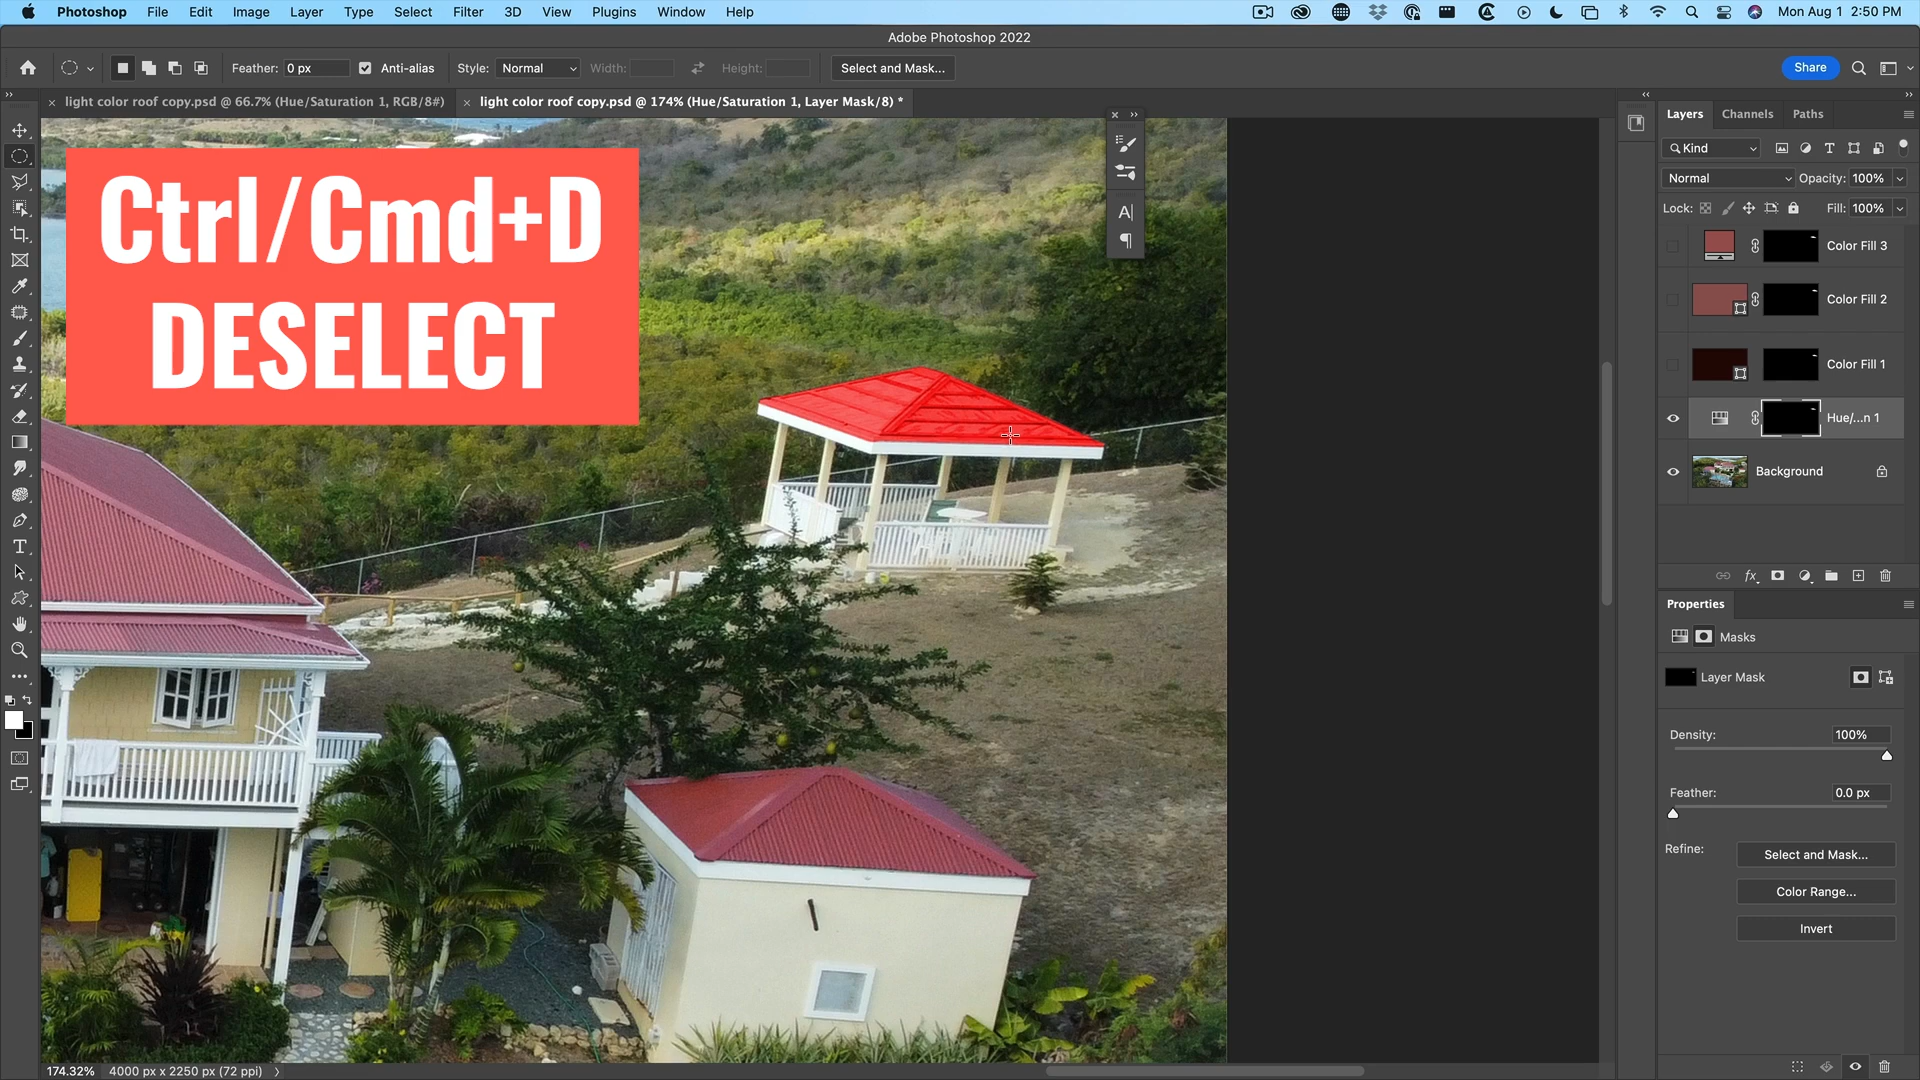 Photoshop File Edit Image Layer Type Select Filter 3D View Plugins Window Help Mon Aug 1 2:50 PM
Adobe Photoshop 2022
Feather: 0 px Anti-alias Style: Normal Width: Height: Select and Mask... Share
light color roof copy.psd @ 66.7% (Hue/Saturation 1, RGB/8#) light color roof copy.psd @ 174% (Hue/Saturation 1, Layer Mask/8) *
Ctrl/Cmd+D
DESELECT
Layers Channels Paths
Kind
Normal Opacity: 100%
Lock: Fill: 100%
Color Fill 3
Color Fill 2
Color Fill 1
Hue/...n 1
Background
Properties
Masks
Layer Mask
Density: 100%
Feather: 0.0 px
Refine: Select and Mask...
Color Range...
Invert
174.32% 4000 px x 2250 px (72 ppi)